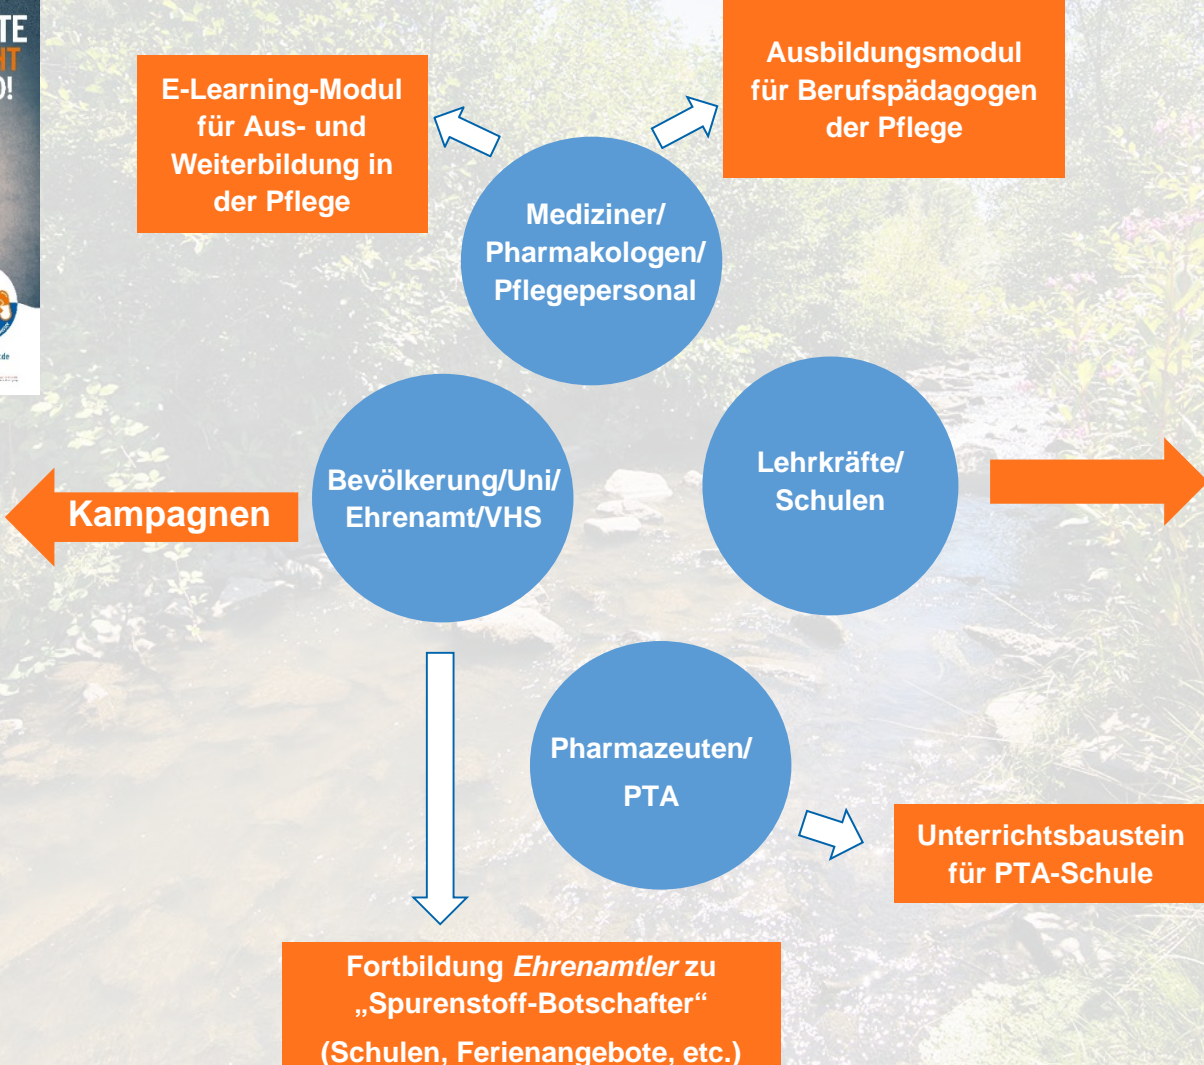 E-Learning-Modul
für Aus- und
Weiterbildung in
der Pflege
Ausbildungsmodul
für Berufspädagogen
der Pflege
Mediziner/
Pharmakologen/
Pflegepersonal
Bevölkerung/Uni/
Ehrenamt/VHS
Lehrkräfte/
Schulen
Kampagnen
Pharmazeuten/
PTA
Unterrichtsbaustein
für PTA-Schule
Fortbildung Ehrenamtler zu
„Spurenstoff-Botschafter“
(Schulen, Ferienangebote, etc.)